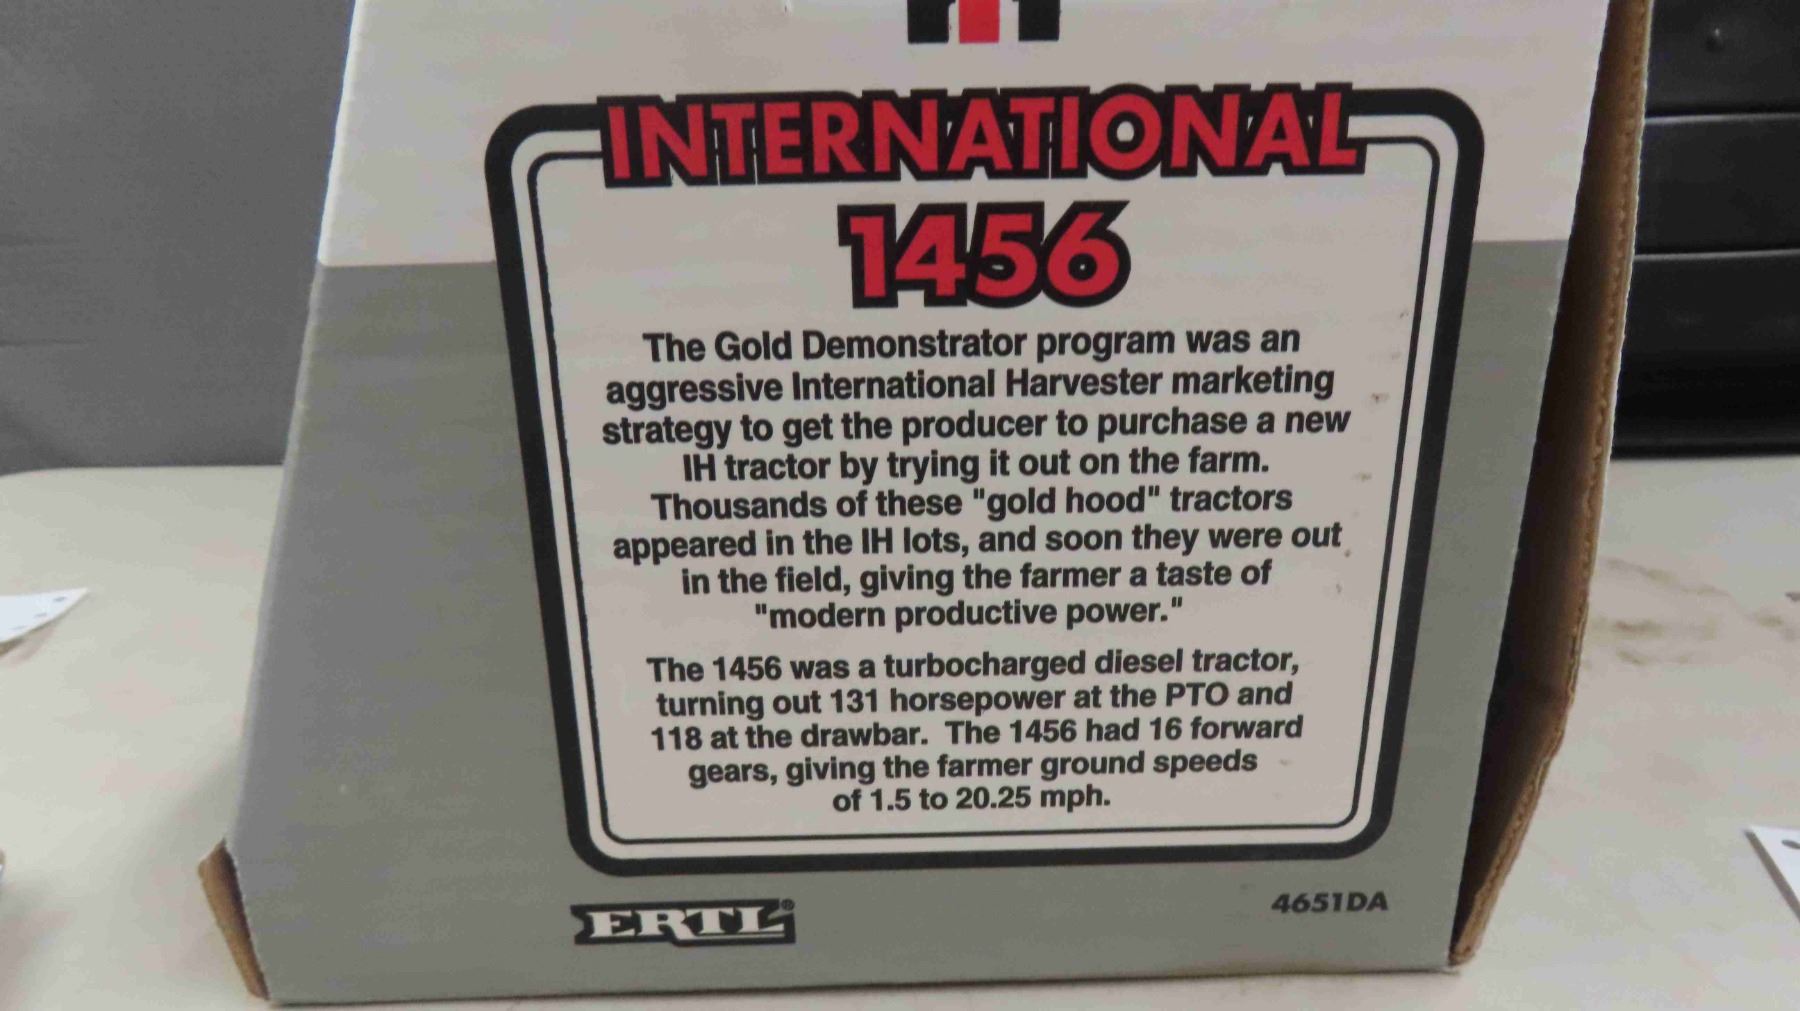 INTERNATIONAL
1456
The Gold Demonstrator program was an
aggressive International Harvester marketing
strategy to get the producer to purchase a new
IH tractor by trying it out on the farm.
Thousands of these "gold hood" tractors
appeared in the IH lots, and soon they were out
in the field, giving the farmer a taste of
"modern productive power."
The 1456 was a turbocharged diesel tractor,
turning out 131 horsepower at the PTO and
118 at the drawbar. The 1456 had 16 forward
gears, giving the farmer ground speeds
of 1.5 to 20.25 mph.
ERTL®
4651DA